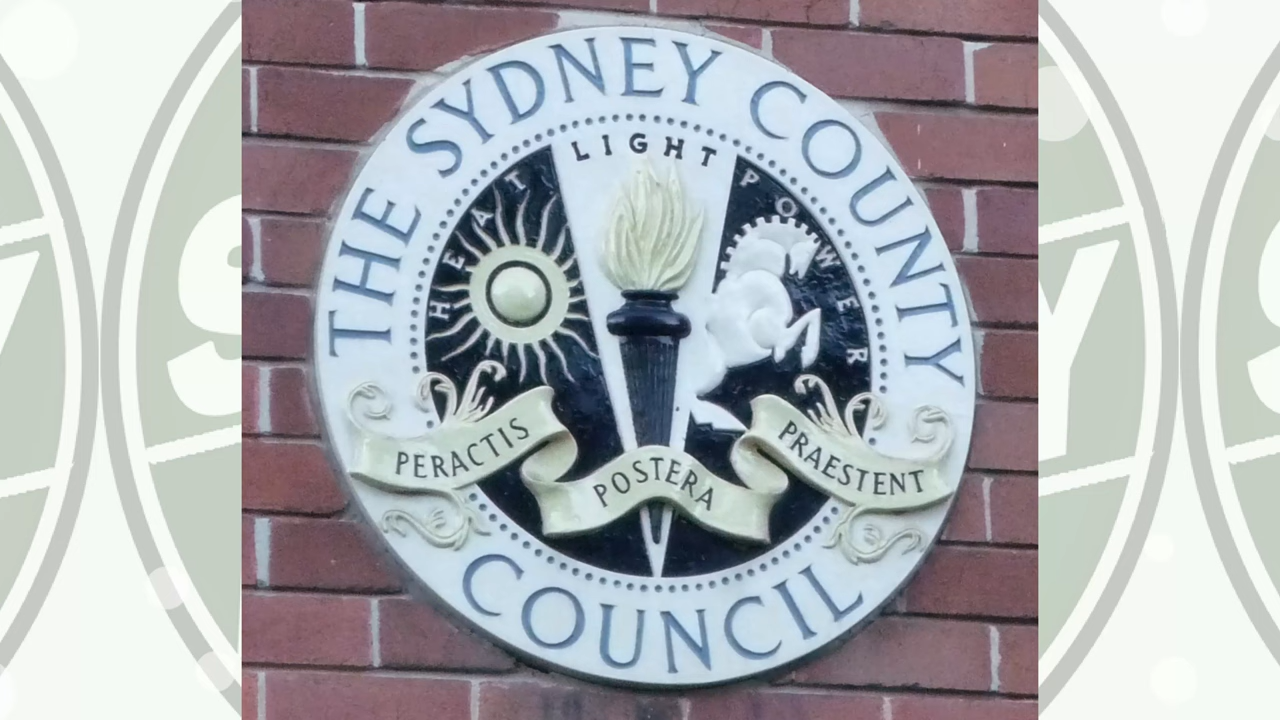 THE SYDNEY COUNTY
COUNCIL
LIGHT
HEAT
POWER
PERACTIS
POSTERA
PRAESTENT